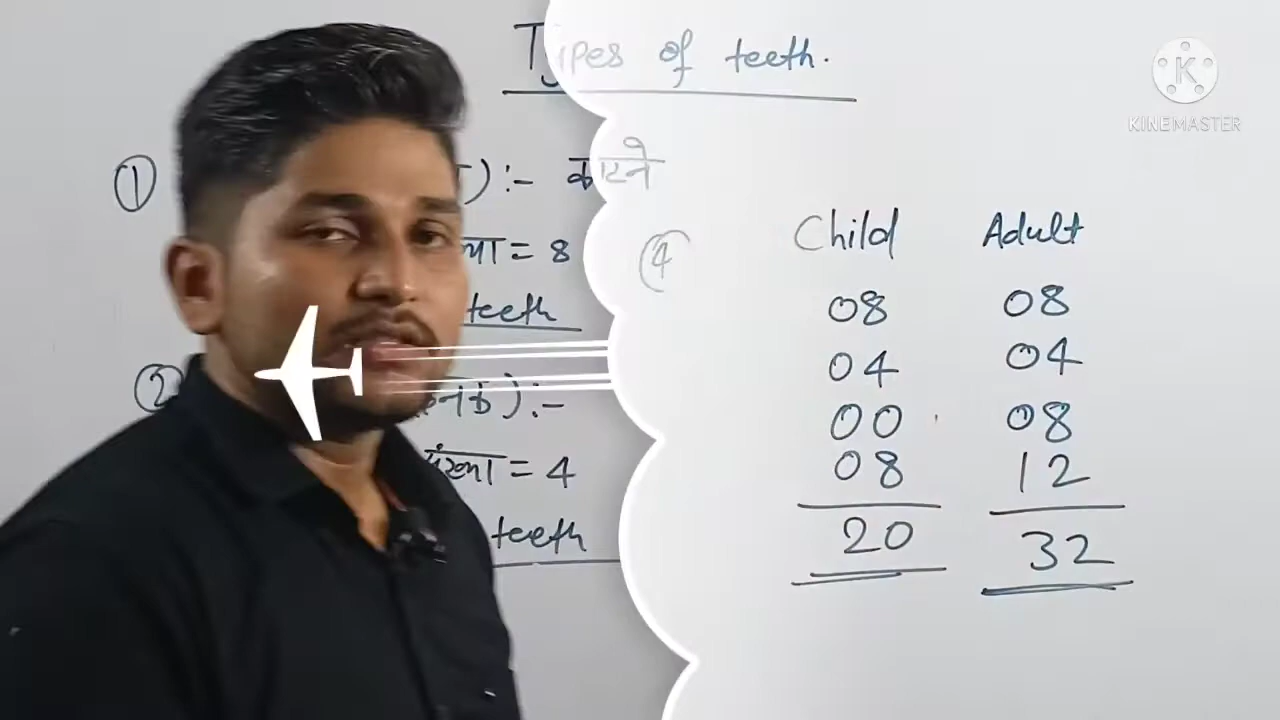 Types of teeth.
① ) :- काटने
= 8
teeth
② ) :-
संख्या = 4
teeth
④
Child Adult
08 08
04 04
00 08
08 12
20 32
K
KINEMASTER